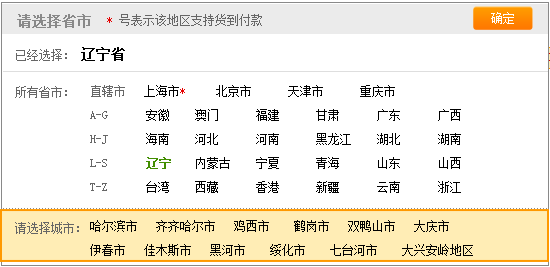 请选择省市 * 号表示该地区支持货到付款 确定
已经选择： 辽宁省
所有省市： 直辖市 上海市* 北京市 天津市 重庆市
A-G 安徽 澳门 福建 甘肃 广东 广西
H-J 海南 河北 河南 黑龙江 湖北 湖南
L-S 辽宁 内蒙古 宁夏 青海 山东 山西
T-Z 台湾 西藏 香港 新疆 云南 浙江
请选择城市： 哈尔滨市 齐齐哈尔市 鸡西市 鹤岗市 双鸭山市 大庆市
伊春市 佳木斯市 黑河市 绥化市 七台河市 大兴安岭地区